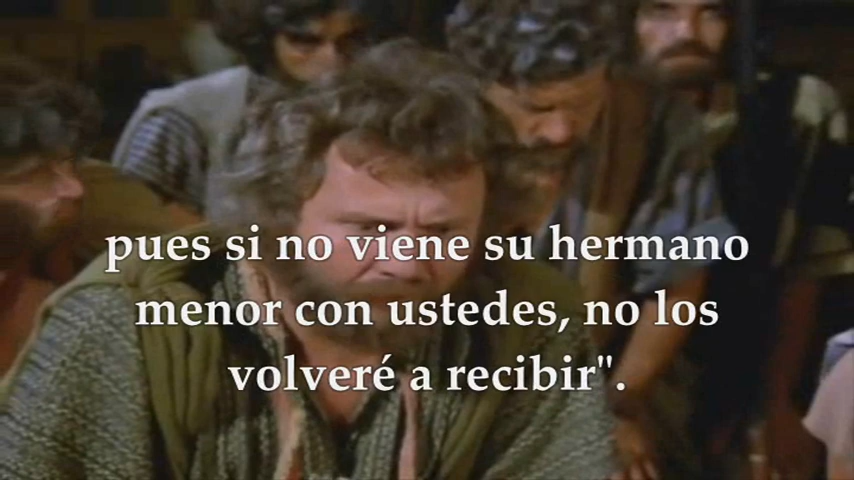 pues si no viene su hermano
menor con ustedes, no los
volveré a recibir".